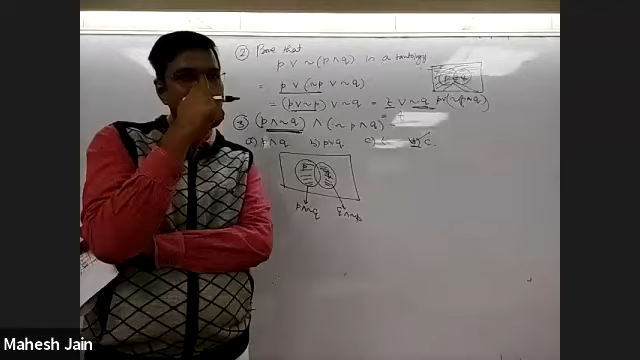 ② Prove that
p ∨ ~(p ∧ q) is a tautology
= p ∨ (~p ∨ ~q)
= (p ∨ ~p) ∨ ~q = t ∨ ~q
= t
③ (p ∧ ~q) ∧ (~p ∧ q) =
a) p ∧ q b) p ∨ q c) t d) c.
p q
p ∧ ~q q ∧ ~p
Mahesh Jain